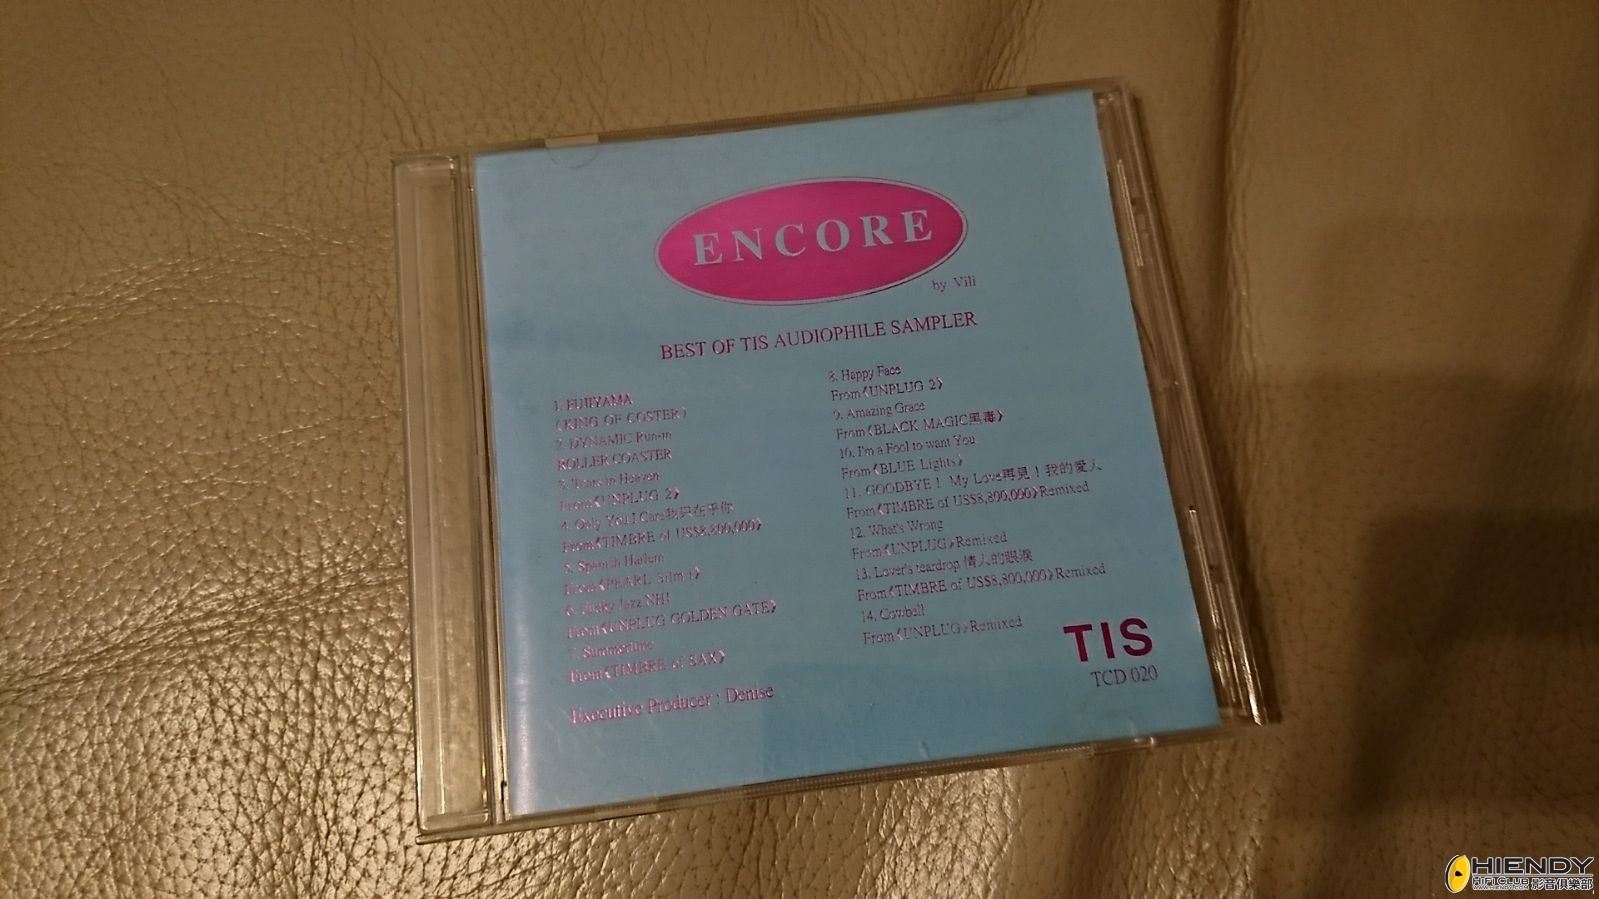 ENCORE
by Vili
BEST OF TIS AUDIOPHILE SAMPLER
1. FUJIYAMA
(KING OF COSTER)
2. DYNAMIC Run-in
ROLLER COASTER
3. Tears in Heaven
From《UNPLUG 2》
4. Only You I Care我只在乎你
From《TIMBRE of US$8,800,000》
5. Spanish Harlem
From《PEARL
6. Funky Jazz NH!
From《UNPLUG GOLDEN GATE》
7. Summertime
From《TIMBRE of SAX》
Executive Producer : Denise
8. Happy Face
From《UNPLUG 2》
9. Amazing Grace
From《BLACK MAGIC黑毒》
10. I'm a Fool to want You
From《BLUE Lights》
11. GOODBYE！ My Love再見！我的愛人
From《TIMBRE of US$8,800,000》Remixed
12. What's Wrong
From《UNPLUG》Remixed
13. Lover's teardrop 情人的眼淚
From《TIMBRE of US$8,800,000》Remixed
14. Cowball
From《UNPLUG》Remixed
TIS
TCD 020
HIENDY
HiFi CLUB 影音俱樂部